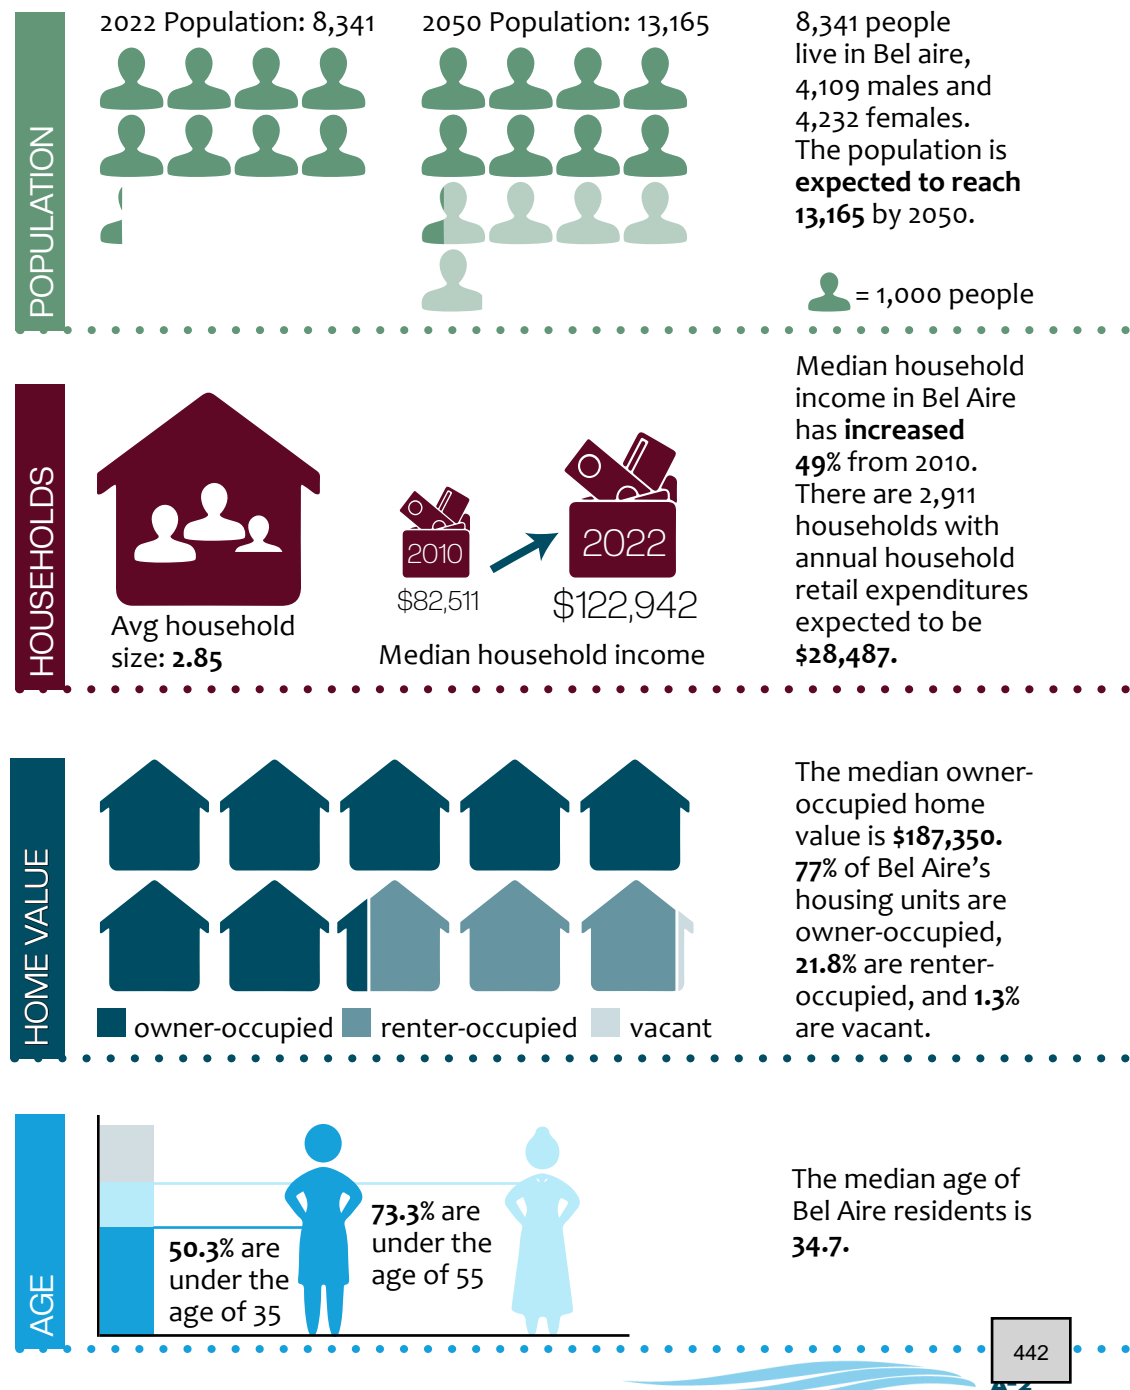 POPULATION
2022 Population: 8,341
2050 Population: 13,165
8,341 people
live in Bel aire,
4,109 males and
4,232 females.
The population is
expected to reach
13,165 by 2050.
= 1,000 people
HOUSEHOLDS
Avg household
size: 2.85
2010
$82,511
2022
$122,942
Median household income
Median household
income in Bel Aire
has increased
49% from 2010.
There are 2,911
households with
annual household
retail expenditures
expected to be
$28,487.
HOME VALUE
owner-occupied
renter-occupied
vacant
The median owner-
occupied home
value is $187,350.
77% of Bel Aire’s
housing units are
owner-occupied,
21.8% are renter-
occupied, and 1.3%
are vacant.
AGE
50.3% are
under the
age of 35
73.3% are
under the
age of 55
The median age of
Bel Aire residents is
34.7.
442
A-2